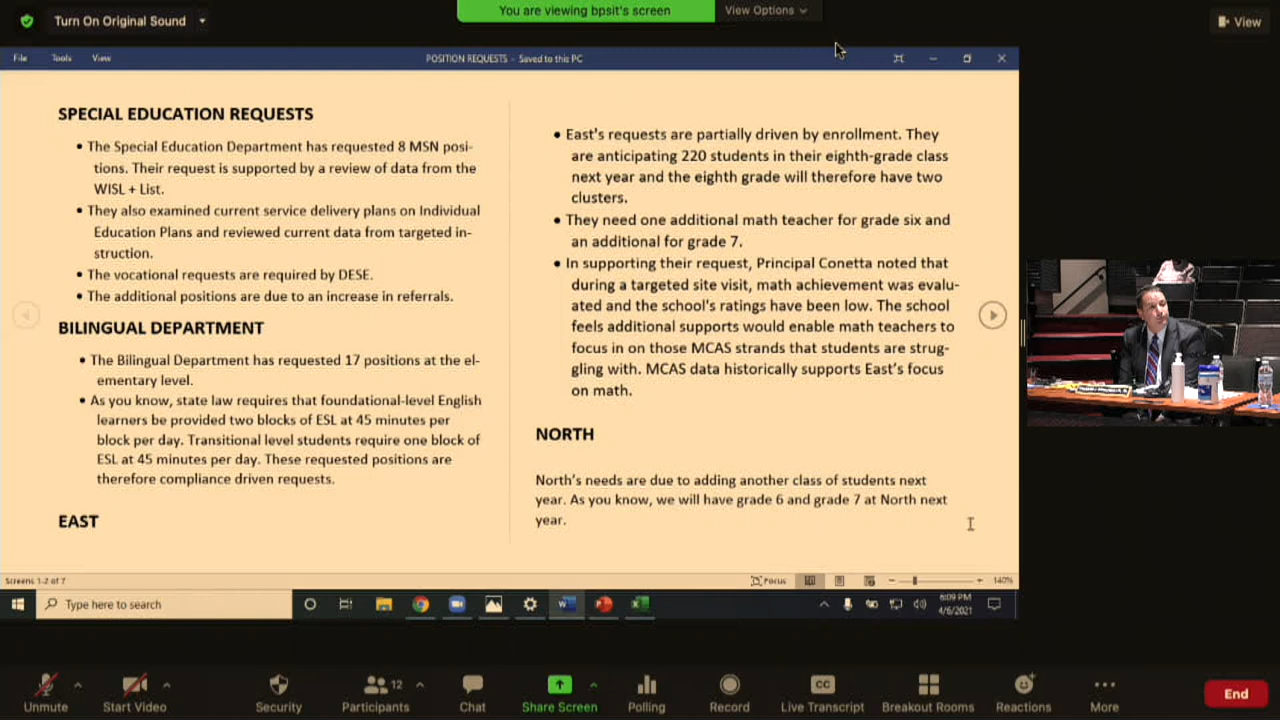 Turn On Original Sound
You are viewing bpsit's screen
View Options
View
File Tools View
POSITION REQUESTS - Saved to this PC
SPECIAL EDUCATION REQUESTS
• The Special Education Department has requested 8 MSN posi-
tions. Their request is supported by a review of data from the
WISL + List.
• They also examined current service delivery plans on Individual
Education Plans and reviewed current data from targeted in-
struction.
• The vocational requests are required by DESE.
• The additional positions are due to an increase in referrals.
BILINGUAL DEPARTMENT
• The Bilingual Department has requested 17 positions at the el-
ementary level.
• As you know, state law requires that foundational-level English
learners be provided two blocks of ESL at 45 minutes per
block per day. Transitional level students require one block of
ESL at 45 minutes per day. These requested positions are
therefore compliance driven requests.
EAST
• East's requests are partially driven by enrollment. They
are anticipating 220 students in their eighth-grade class
next year and the eighth grade will therefore have two
clusters.
• They need one additional math teacher for grade six and
an additional for grade 7.
• In supporting their request, Principal Conetta noted that
during a targeted site visit, math achievement was evalu-
ated and the school's ratings have been low. The school
feels additional supports would enable math teachers to
focus in on those MCAS strands that students are strug-
gling with. MCAS data historically supports East's focus
on math.
NORTH
North's needs are due to adding another class of students next
year. As you know, we will have grade 6 and grade 7 at North next
year.
Screens 1-2 of 7
Focus
140%
Type here to search
6:09 PM
4/6/2021
Unmute
Start Video
Security
12
Participants
Chat
Share Screen
Polling
Record
CC
Live Transcript
Breakout Rooms
Reactions
More
End